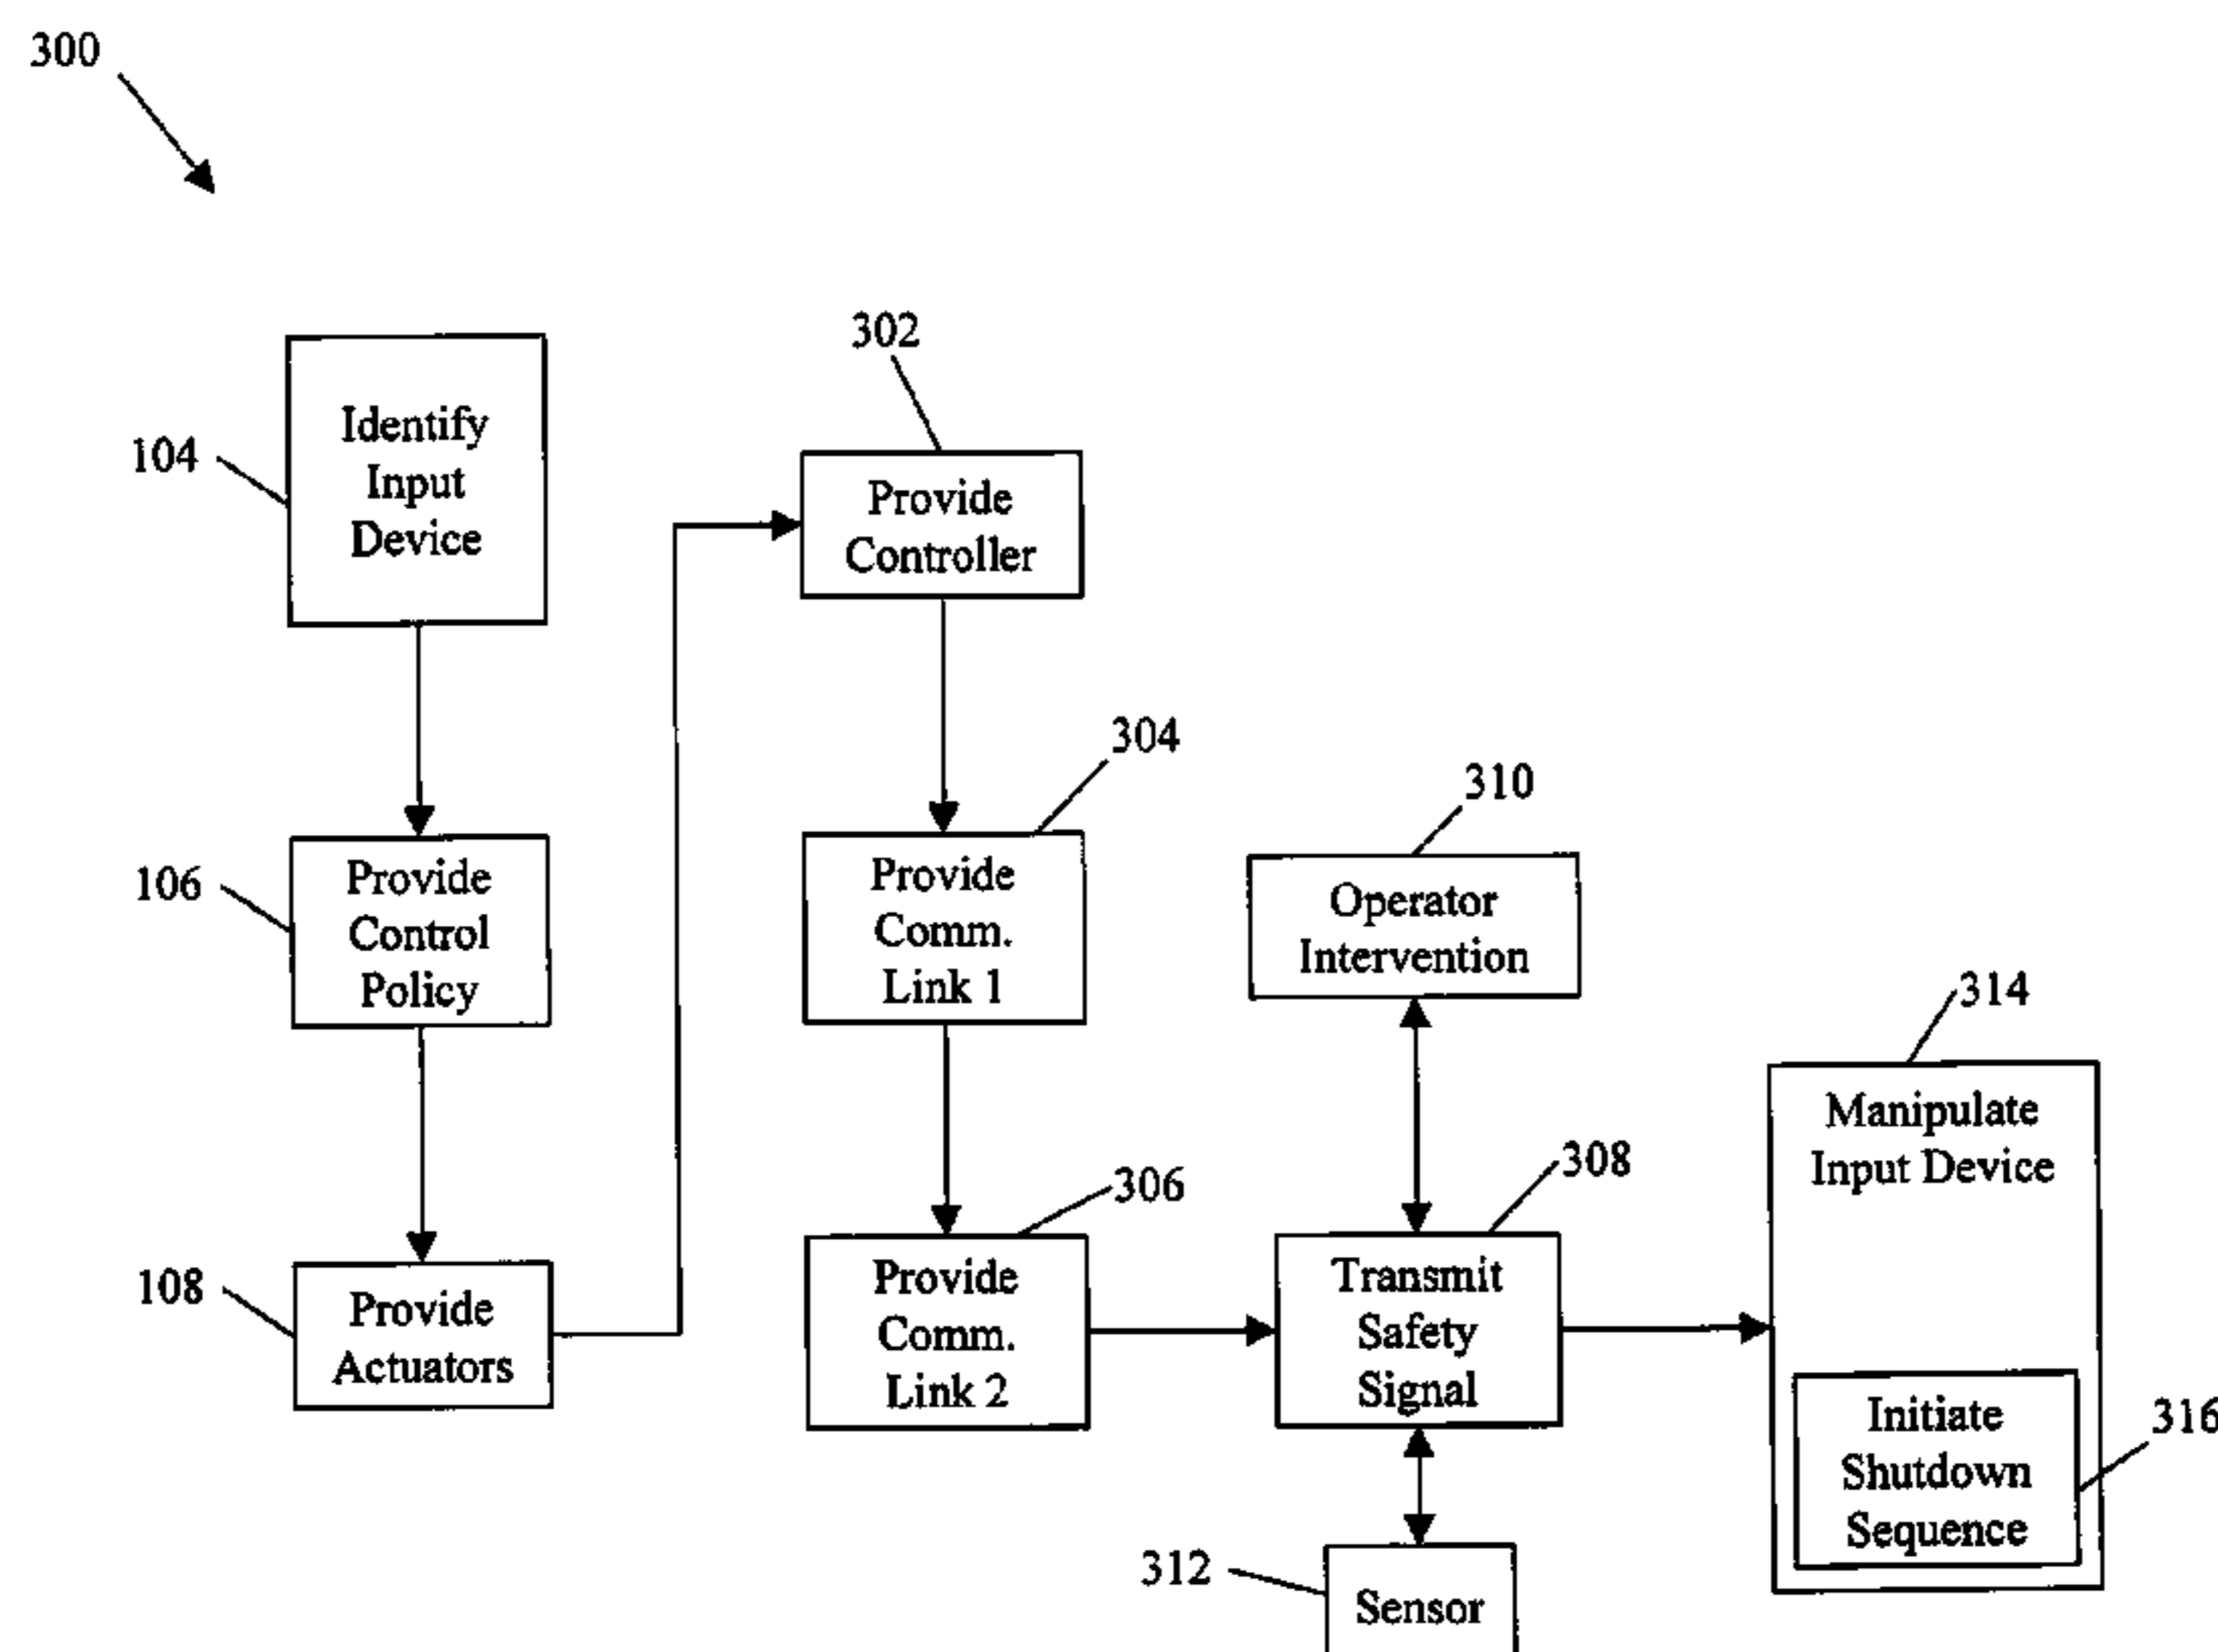 300
104
Identify
Input
Device
106
Provide
Control
Policy
108
Provide
Actuators
302
Provide
Controller
304
Provide
Comm.
Link 1
306
Provide
Comm.
Link 2
310
Operator
Intervention
308
Transmit
Safety
Signal
312
Sensor
314
Manipulate
Input Device
316
Initiate
Shutdown
Sequence